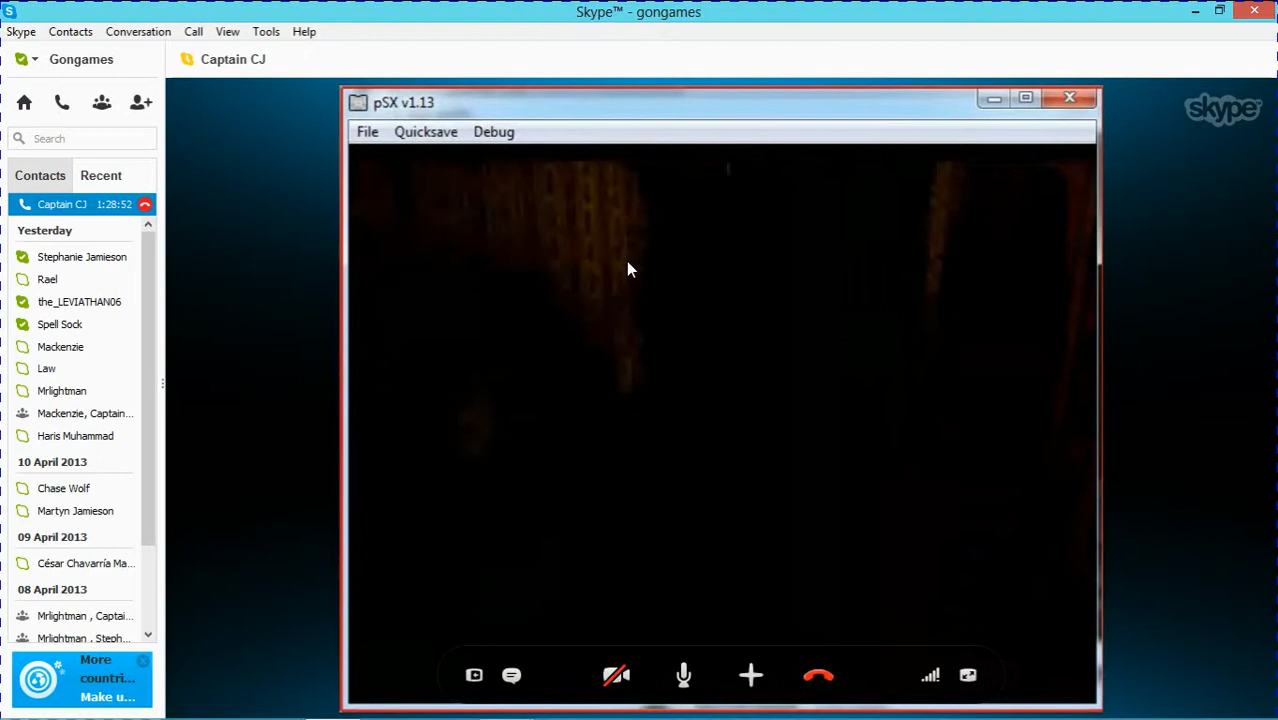 Skype™ - gongames
Skype Contacts Conversation Call View Tools Help
Gongames
Captain CJ
skype
Search
Contacts Recent
Captain CJ 1:28:52
Yesterday
Stephanie Jamieson
Rael
the_LEVIATHAN06
Spell Sock
Mackenzie
Law
Mrlightman
Mackenzie, Captain...
Haris Muhammad
10 April 2013
Chase Wolf
Martyn Jamieson
09 April 2013
César Chavarría Ma...
08 April 2013
Mrlightman , Captai...
Mrlightman , Steph...
More
countri...
Make u...
pSX v1.13
File Quicksave Debug